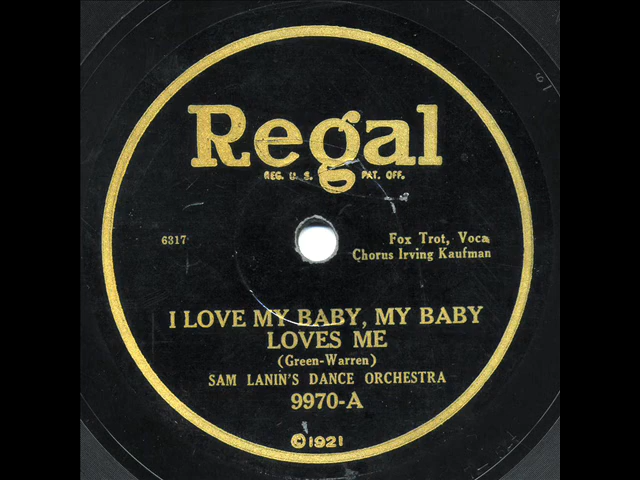 Regal
REG. U. S. PAT. OFF.
6317
Fox Trot, Voca
Chorus Irving Kaufman
I LOVE MY BABY, MY BABY
LOVES ME
(Green-Warren)
SAM LANIN'S DANCE ORCHESTRA
9970-A
©1921